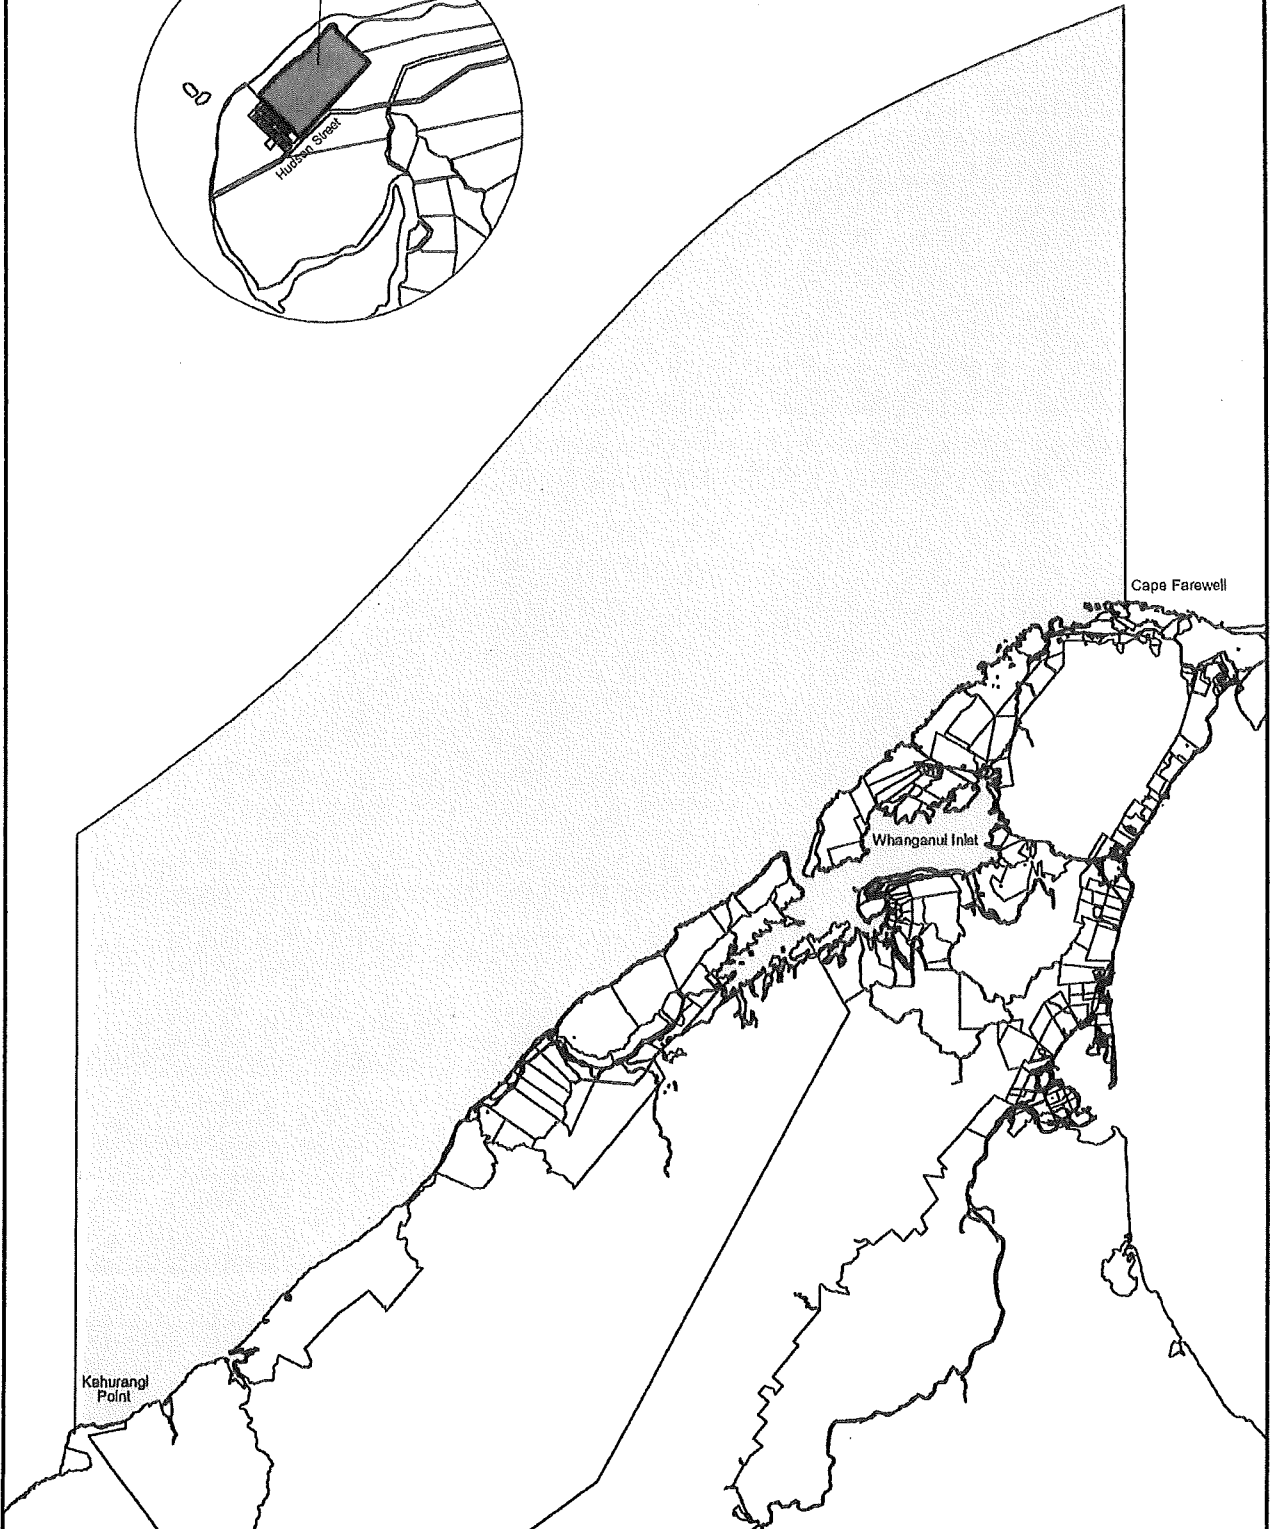 Hudson Street
Cape Farewell
Whanganui Inlet
Kahurangi
Point